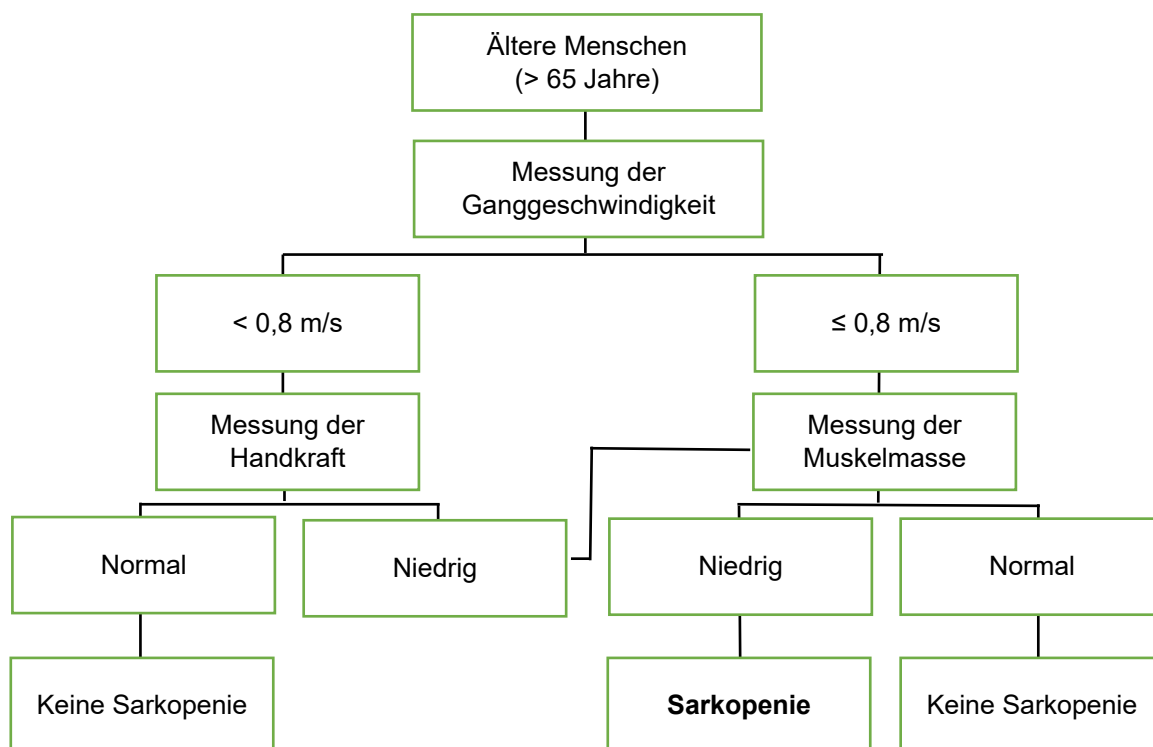 Ältere Menschen
(> 65 Jahre)
Messung der
Ganggeschwindigkeit
< 0,8 m/s
≤ 0,8 m/s
Messung der
Handkraft
Messung der
Muskelmasse
Normal
Niedrig
Niedrig
Normal
Keine Sarkopenie
Sarkopenie
Keine Sarkopenie